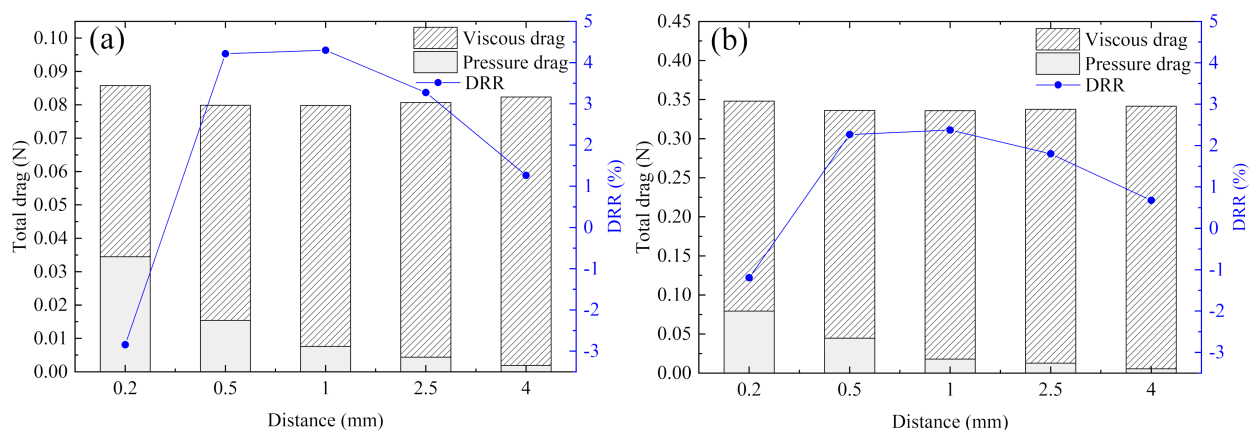 (a)
Viscous drag
Pressure drag
DRR
Total drag (N)
0.10
0.09
0.08
0.07
0.06
0.05
0.04
0.03
0.02
0.01
0.00
5
4
3
2
1
0
-1
-2
-3
DRR (%)
0.2 0.5 1 2.5 4
Distance (mm)
(b)
Viscous drag
Pressure drag
DRR
Total drag (N)
0.45
0.40
0.35
0.30
0.25
0.20
0.15
0.10
0.05
0.00
5
4
3
2
1
0
-1
-2
-3
DRR (%)
0.2 0.5 1 2.5 4
Distance (mm)